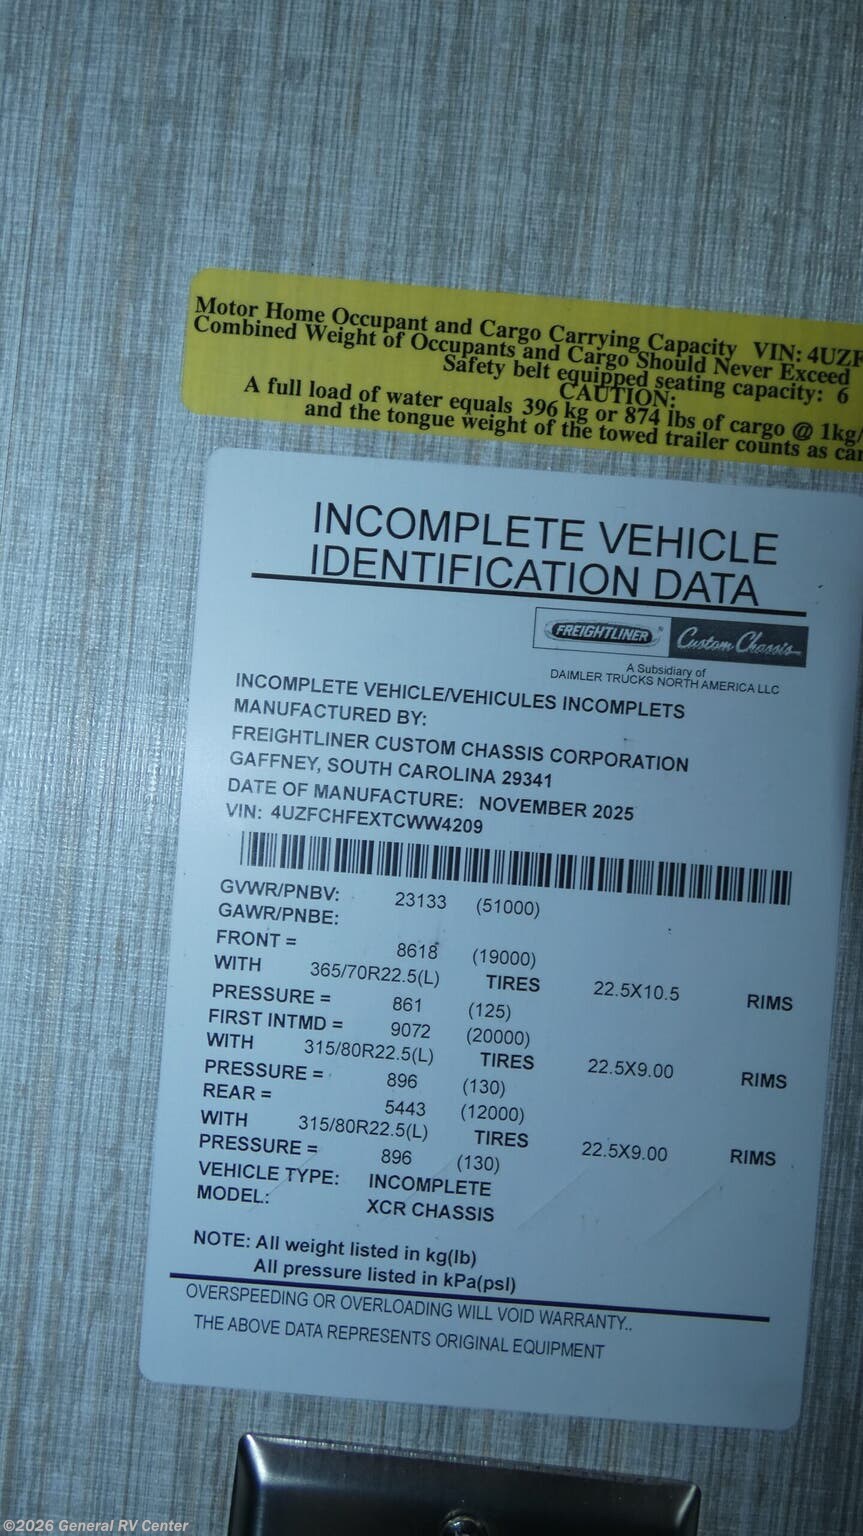 Motor Home Occupant and Cargo Carrying Capacity VIN: 4UZF
Combined Weight of Occupants and Cargo Should Never Exceed
Safety belt equipped seating capacity: 6
CAUTION:
A full load of water equals 396 kg or 874 lbs of cargo @ 1kg/
and the tongue weight of the towed trailer counts as car
INCOMPLETE VEHICLE
IDENTIFICATION DATA
FREIGHTLINER Custom Chassis
A Subsidiary of
DAIMLER TRUCKS NORTH AMERICA LLC
INCOMPLETE VEHICLE/VEHICULES INCOMPLETS
MANUFACTURED BY:
FREIGHTLINER CUSTOM CHASSIS CORPORATION
GAFFNEY, SOUTH CAROLINA 29341
DATE OF MANUFACTURE: NOVEMBER 2025
VIN: 4UZFCHFEXTCWW4209
GVWR/PNBV: 23133 (51000)
GAWR/PNBE:
FRONT = 8618 (19000)
WITH 365/70R22.5(L) TIRES 22.5X10.5 RIMS
PRESSURE = 861 (125)
FIRST INTMD = 9072 (20000)
WITH 315/80R22.5(L) TIRES 22.5X9.00 RIMS
PRESSURE = 896 (130)
REAR = 5443 (12000)
WITH 315/80R22.5(L) TIRES 22.5X9.00 RIMS
PRESSURE = 896 (130)
VEHICLE TYPE: INCOMPLETE
MODEL: XCR CHASSIS
NOTE: All weight listed in kg(lb)
All pressure listed in kPa(psl)
OVERSPEEDING OR OVERLOADING WILL VOID WARRANTY..
THE ABOVE DATA REPRESENTS ORIGINAL EQUIPMENT
©2026 General RV Center